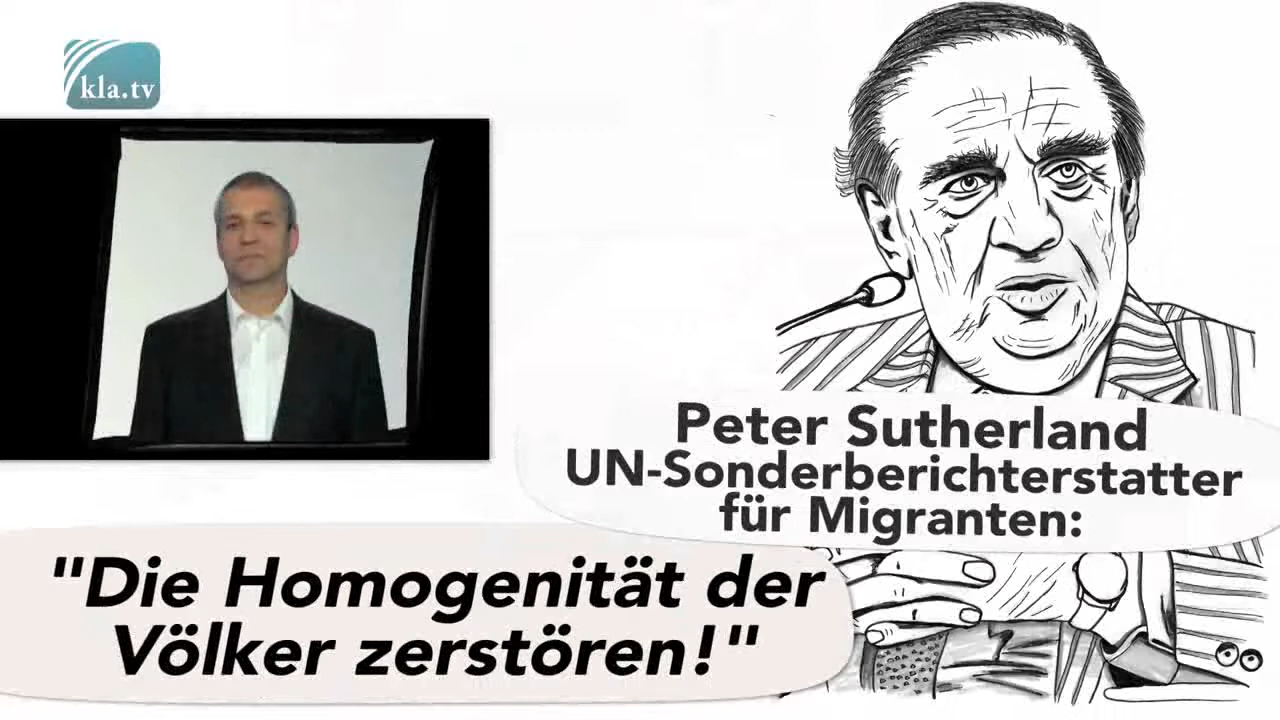 kla.tv
Peter Sutherland
UN-Sonderberichterstatter
für Migranten:
"Die Homogenität der
Völker zerstören!"